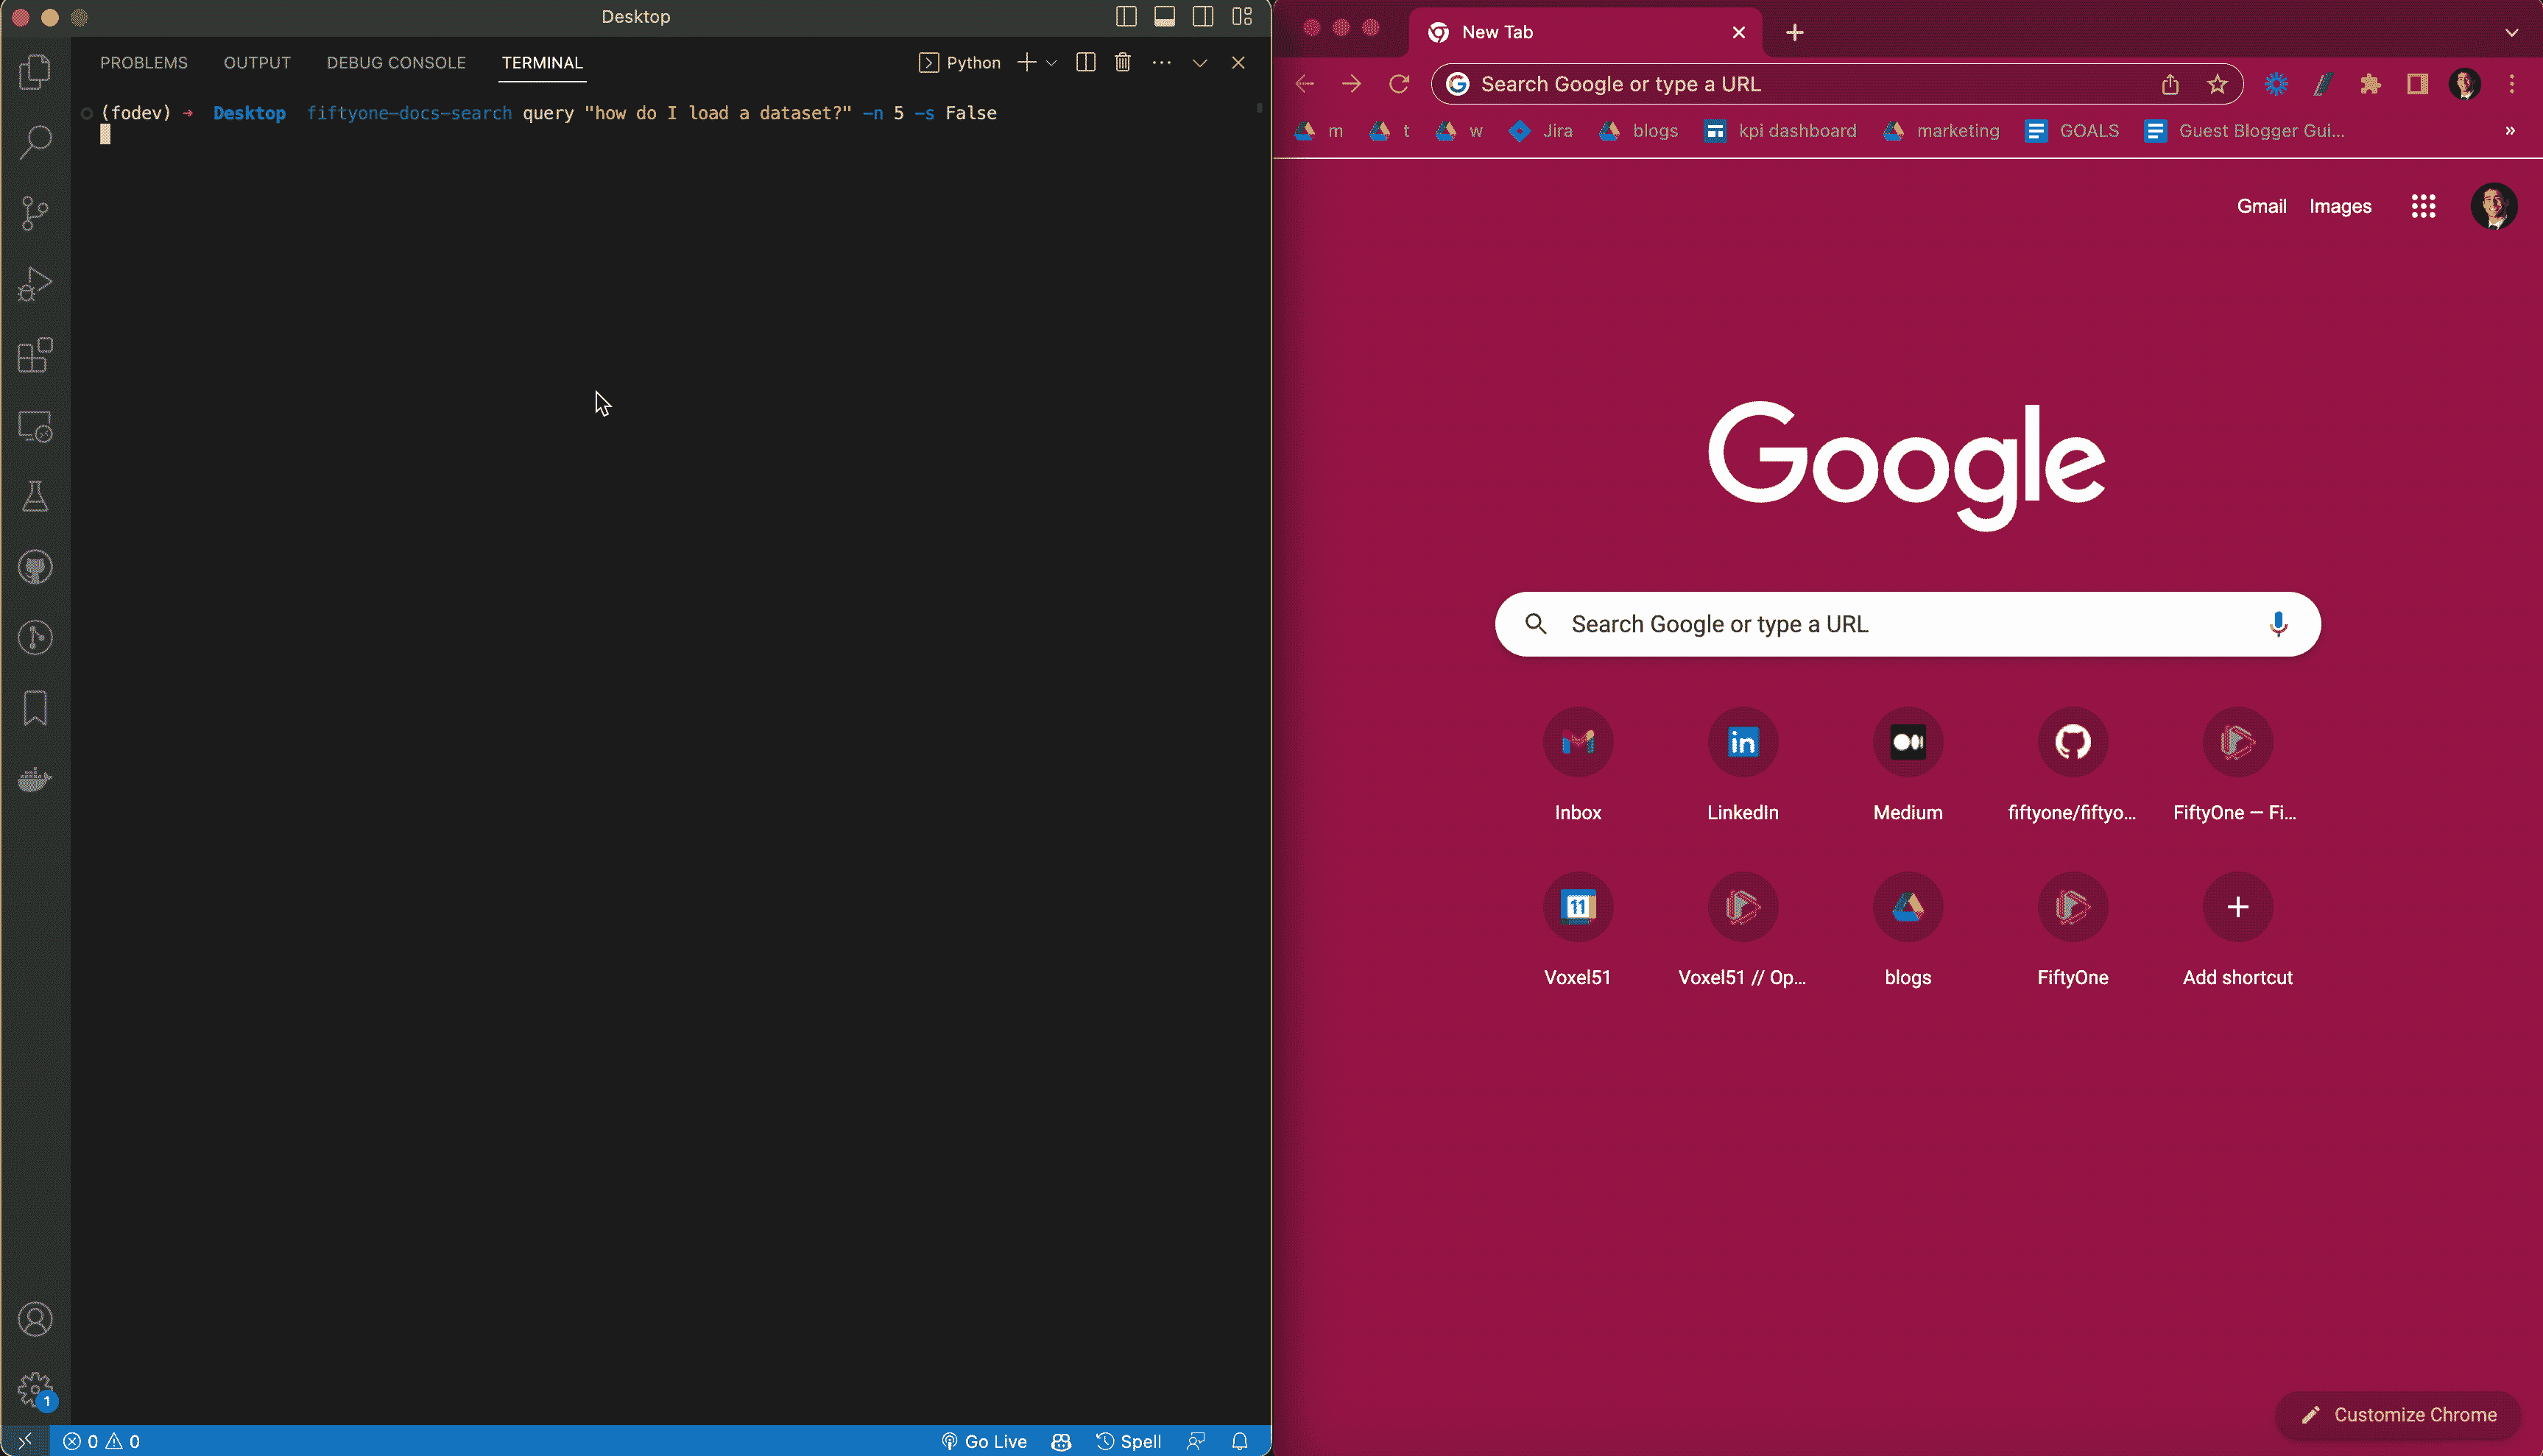 Desktop
PROBLEMS OUTPUT DEBUG CONSOLE TERMINAL Python
(fodev) ➜ Desktop fiftyone-docs-search query "how do I load a dataset?" -n 5 -s False
1
0 0 Go Live Spell
New Tab
Search Google or type a URL
m t w Jira blogs kpi dashboard marketing GOALS Guest Blogger Gui... »
Gmail Images
Google
Search Google or type a URL
Inbox LinkedIn Medium fiftyone/fiftyo... FiftyOne — Fi...
11
Voxel51 Voxel51 // Op... blogs FiftyOne Add shortcut
Customize Chrome